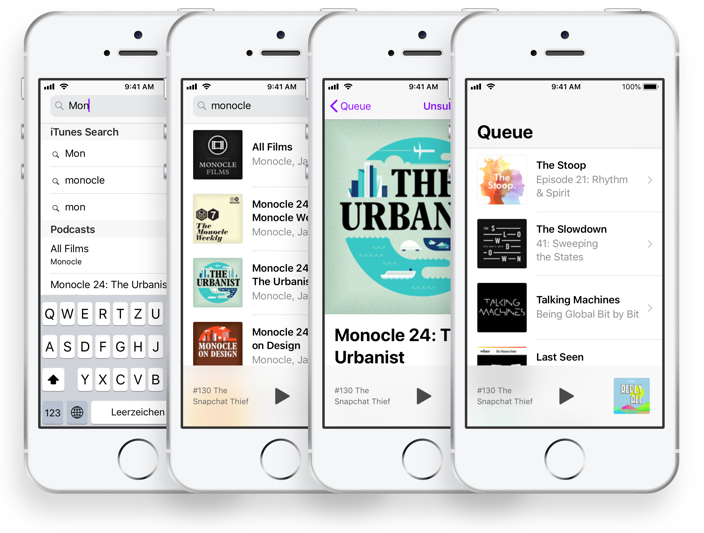 9:41 AM
Mon
iTunes Search
Mon
monocle
mon
Podcasts
All Films
Monocle
Monocle 24: The Urbanis
Q W E R T Z U
A S D F G H J
Y X C V B
123
Leerzeichen
9:41 AM
monocle
MONOCLE
FILMS
All Films
Monocle, Ja
The
Monocle
Weekly
Monocle 24
Monocle We
Monocle, Ja
THE
URBANIST
Monocle 24
The Urbanis
Monocle, Ja
MONOCLE
ON DESIGN
Monocle 24
on Design
Monocle, Ja
#130 The
Snapchat Thief
9:41 AM
Queue
Unsub
THE
URBANIST
Monocle 24: T
Urbanist
#130 The
Snapchat Thief
9:41 AM
100%
Queue
The
Stoop.
The Stoop
Episode 21: Rhythm
& Spirit
THE
SLOWDOWN
The Slowdown
41: Sweeping
the States
TALKING
MACHINES
Talking Machines
Being Global Bit by Bit
Last Seen
#130 The
Snapchat Thief